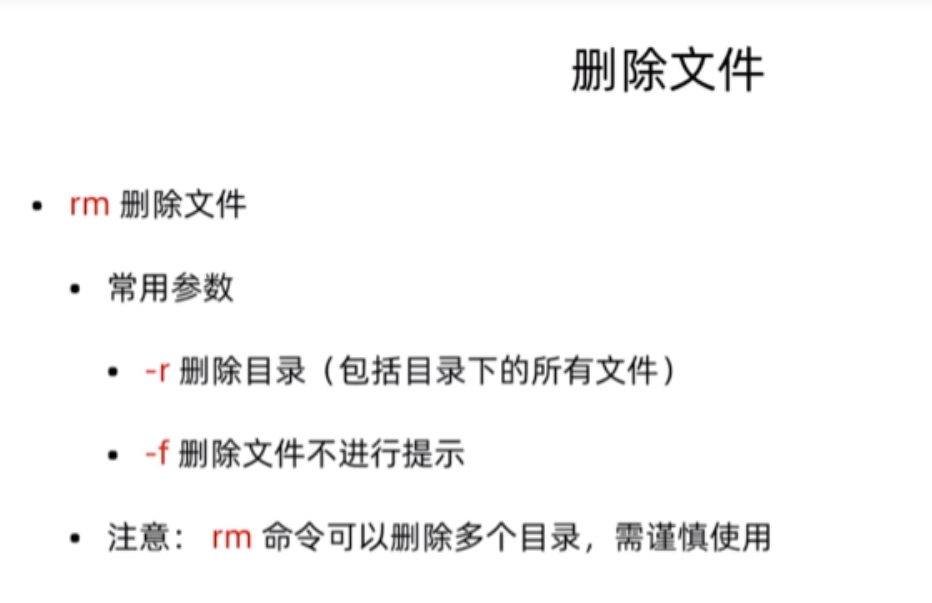 删除文件
• rm 删除文件
• 常用参数
• -r 删除目录（包括目录下的所有文件）
• -f 删除文件不进行提示
• 注意： rm 命令可以删除多个目录，需谨慎使用